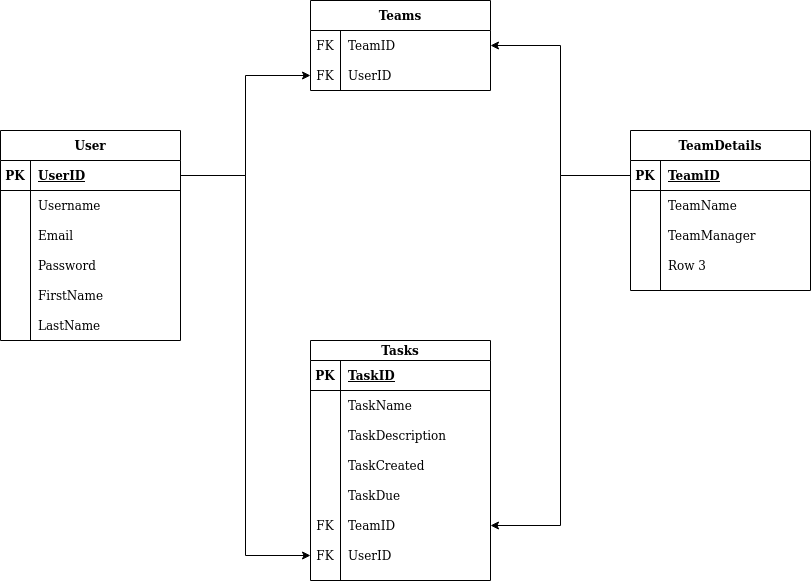 Teams
FK TeamID
FK UserID
User
PK UserID
Username
Email
Password
FirstName
LastName
TeamDetails
PK TeamID
TeamName
TeamManager
Row 3
Tasks
PK TaskID
TaskName
TaskDescription
TaskCreated
TaskDue
FK TeamID
FK UserID